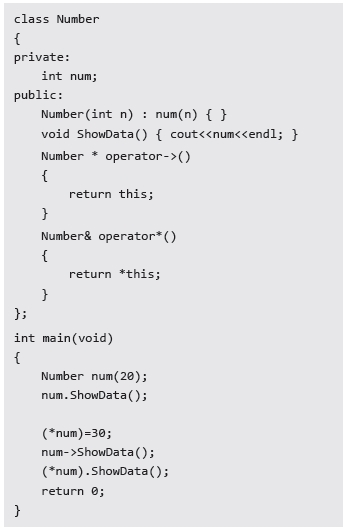 class Number
{
private:
    int num;
public:
    Number(int n) : num(n) { }
    void ShowData() { cout<<num<<endl; }
    Number * operator->()
    {
        return this;
    }
    Number& operator*()
    {
        return *this;
    }
};
int main(void)
{
    Number num(20);
    num.ShowData();

    (*num)=30;
    num->ShowData();
    (*num).ShowData();
    return 0;
}